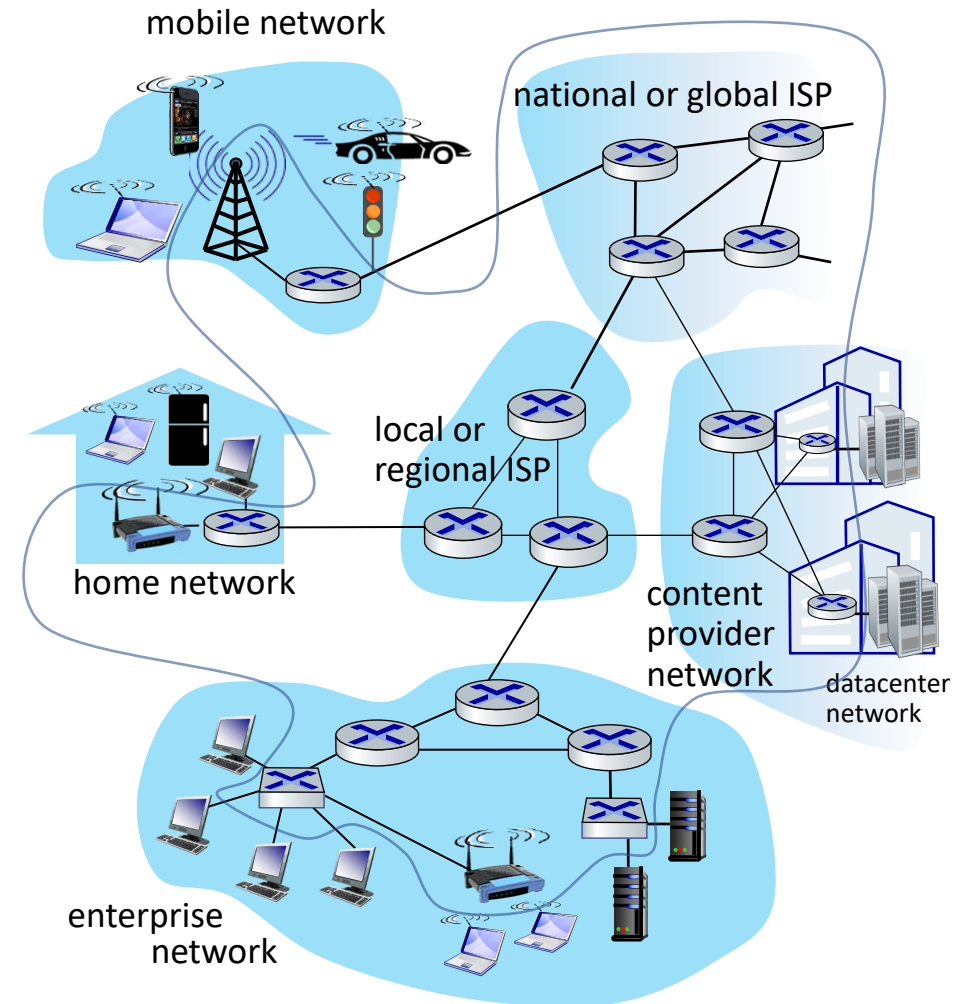 mobile network
national or global ISP
local or
regional ISP
home network
content
provider
network
datacenter
network
enterprise
network